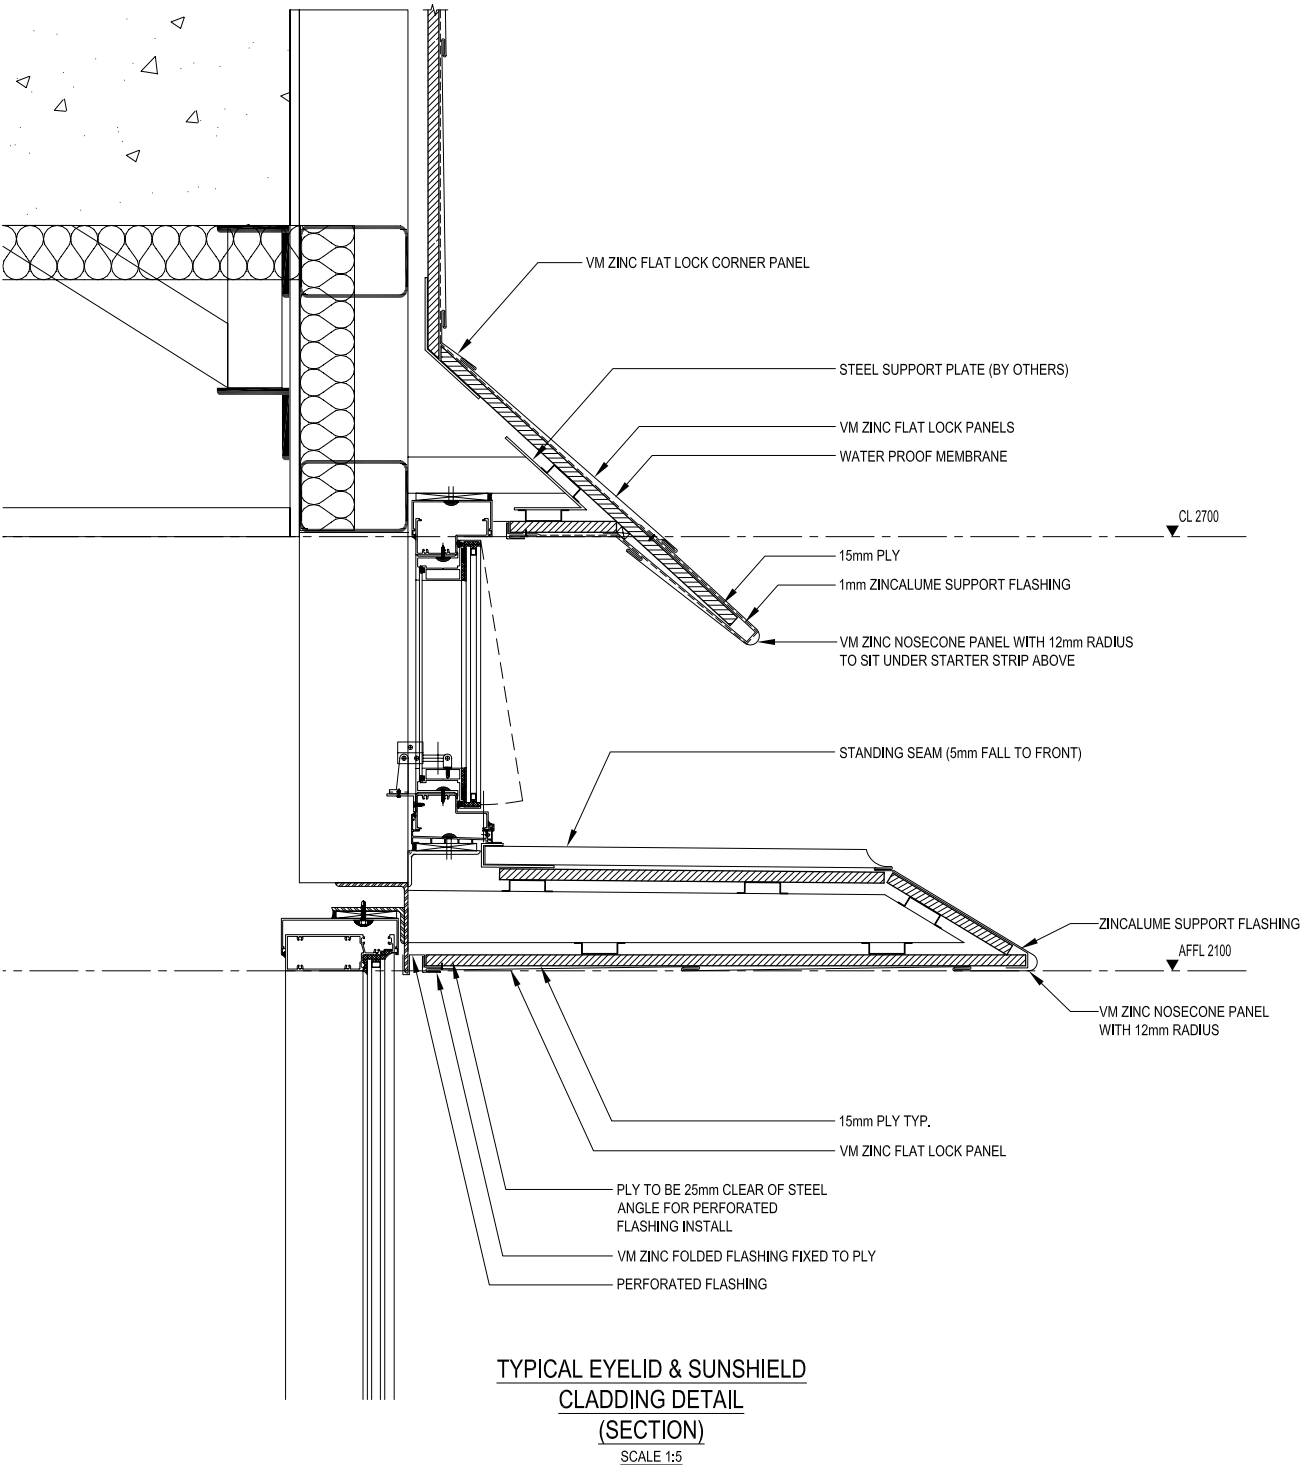 VM ZINC FLAT LOCK CORNER PANEL
STEEL SUPPORT PLATE (BY OTHERS)
VM ZINC FLAT LOCK PANELS
WATER PROOF MEMBRANE
CL 2700
15mm PLY
1mm ZINCALUME SUPPORT FLASHING
VM ZINC NOSECONE PANEL WITH 12mm RADIUS
TO SIT UNDER STARTER STRIP ABOVE
STANDING SEAM (5mm FALL TO FRONT)
ZINCALUME SUPPORT FLASHING
AFFL 2100
VM ZINC NOSECONE PANEL
WITH 12mm RADIUS
15mm PLY TYP.
VM ZINC FLAT LOCK PANEL
PLY TO BE 25mm CLEAR OF STEEL
ANGLE FOR PERFORATED
FLASHING INSTALL
VM ZINC FOLDED FLASHING FIXED TO PLY
PERFORATED FLASHING
TYPICAL EYELID & SUNSHIELD
CLADDING DETAIL
(SECTION)
SCALE 1:5